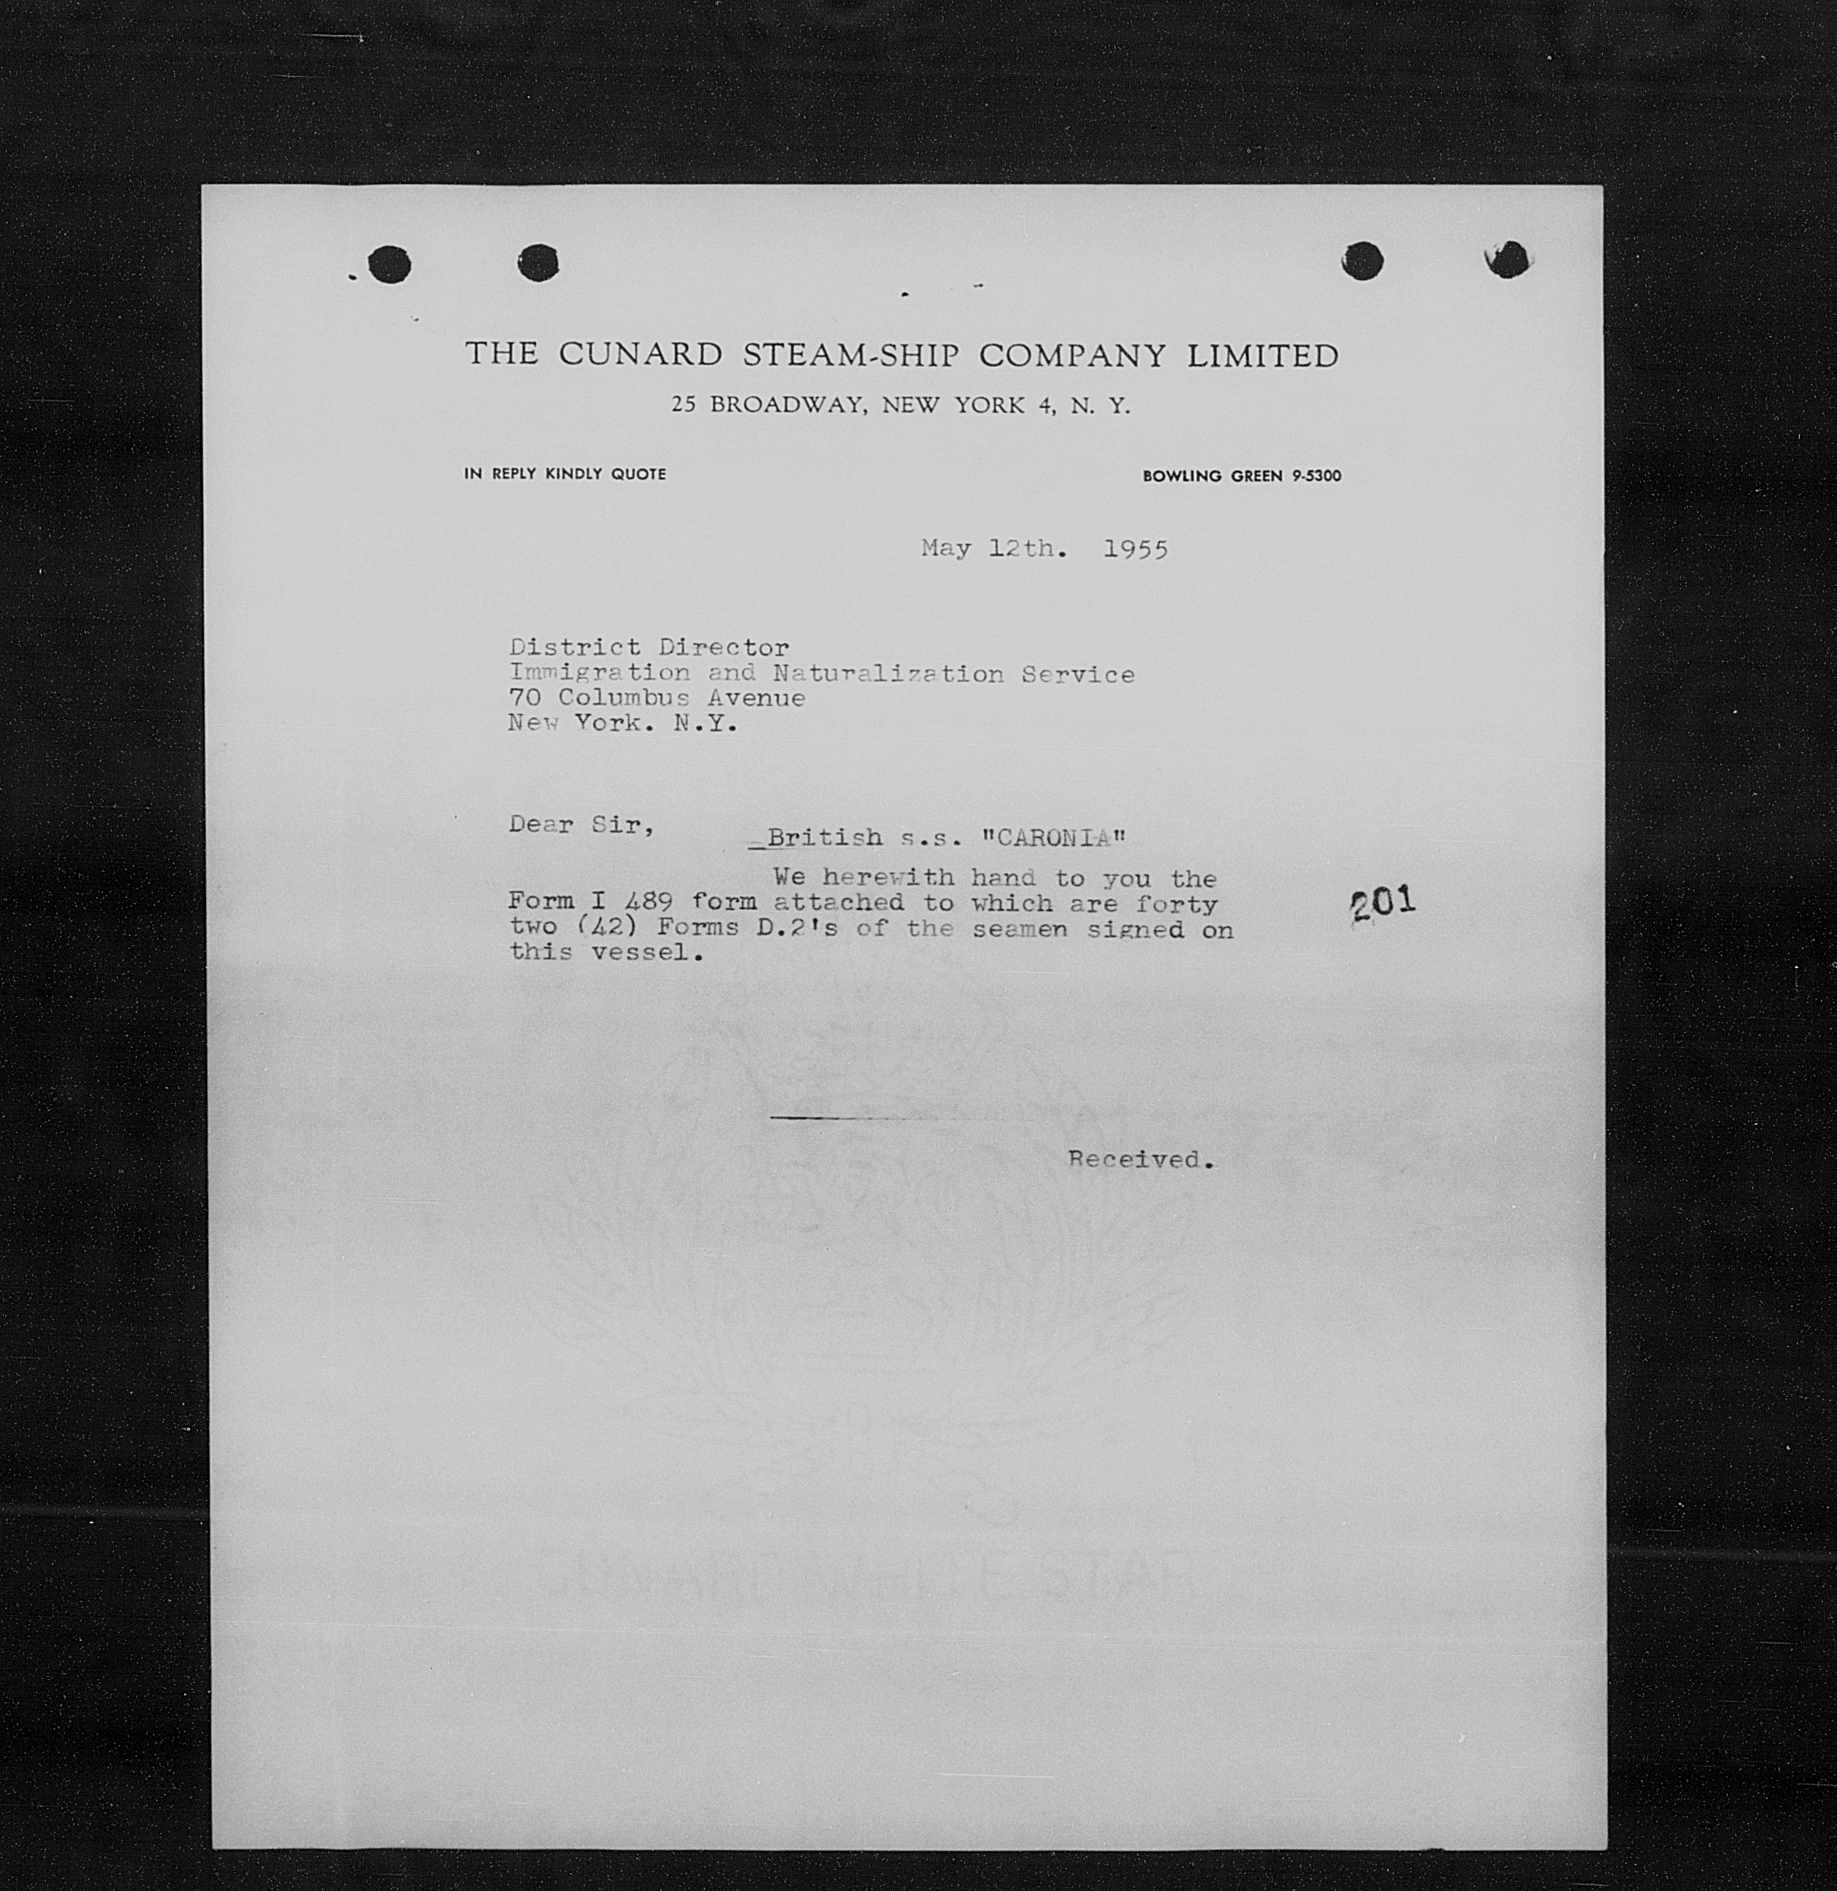 THE CUNARD STEAM-SHIP COMPANY LIMITED
25 BROADWAY, NEW YORK 4, N. Y.
IN REPLY KINDLY QUOTE
BOWLING GREEN 9-5300
May 12th. 1955
District Director
Immigration and Naturalization Service
70 Columbus Avenue
New York. N.Y.
Dear Sir,
British s.s. "CARONIA"
We herewith hand to you the
Form I 489 form attached to which are forty
two (42) Forms D.2's of the seamen signed on
this vessel.
201
Received.
CUNARD WHITE STAR